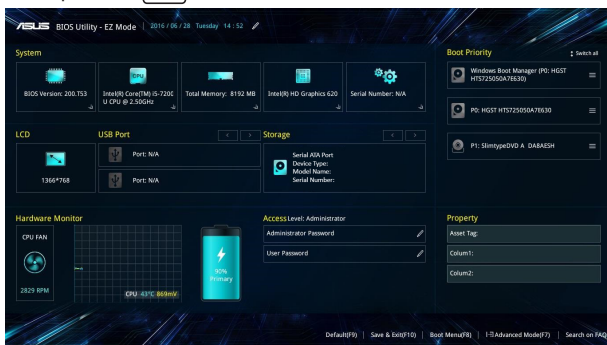 ASUS BIOS Utility - EZ Mode 2016/06/28 Tuesday 14:52
System
BIOS Version: 200.T53
CPU
Intel(R) Core(TM) i5-7200
U CPU @ 2.50GHz
Total Memory: 8192 MB
Intel(R) HD Graphics 620
Serial Number: N/A
Boot Priority
Switch all
Windows Boot Manager (P0: HGST
HTS725050A7E630)
P0: HGST HTS725050A7E630
P1: SlimtypeDVD A DA8AESH
LCD
1366*768
USB Port
Port: N/A
Port: N/A
Storage
Serial ATA Port
Device Type:
Model Name:
Serial Number:
Hardware Monitor
CPU FAN
2829 RPM
CPU 43°C 869mV
90%
Primary
Access Level: Administrator
Administrator Password
User Password
Property
Asset Tag:
Colum1:
Colum2:
Default(F9) Save & Exit(F10) Boot Menu(F8) Advanced Mode(F7) Search on FAQ